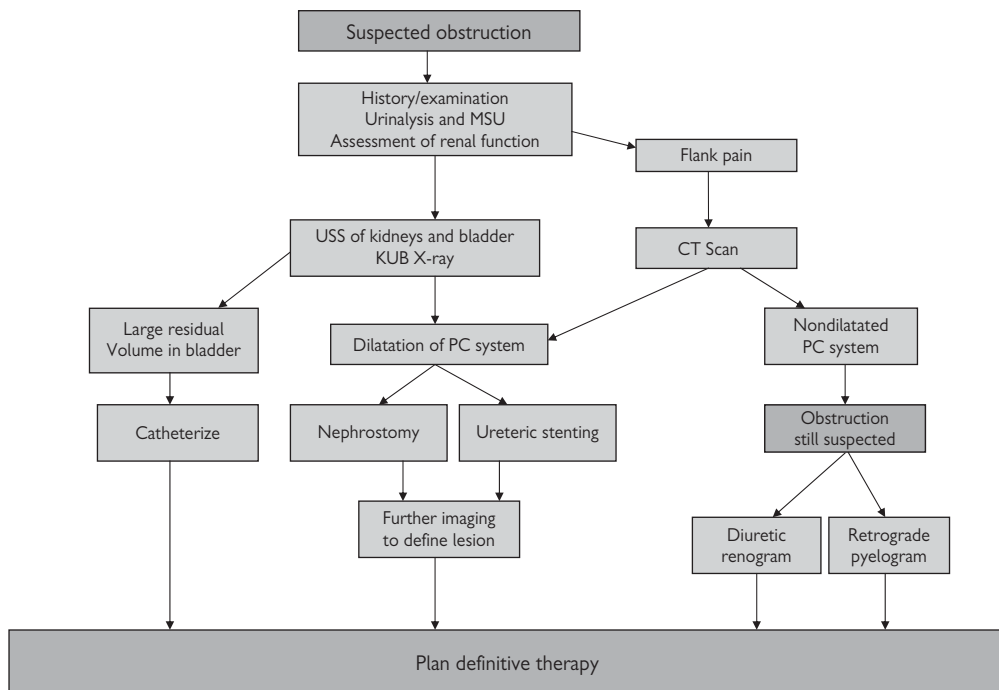 Suspected obstruction
History/examination
Urinalysis and MSU
Assessment of renal function
Flank pain
USS of kidneys and bladder
KUB X-ray
CT Scan
Large residual
Volume in bladder
Dilatation of PC system
Nondilatated
PC system
Catheterize
Nephrostomy
Ureteric stenting
Obstruction
still suspected
Further imaging
to define lesion
Diuretic
renogram
Retrograde
pyelogram
Plan definitive therapy